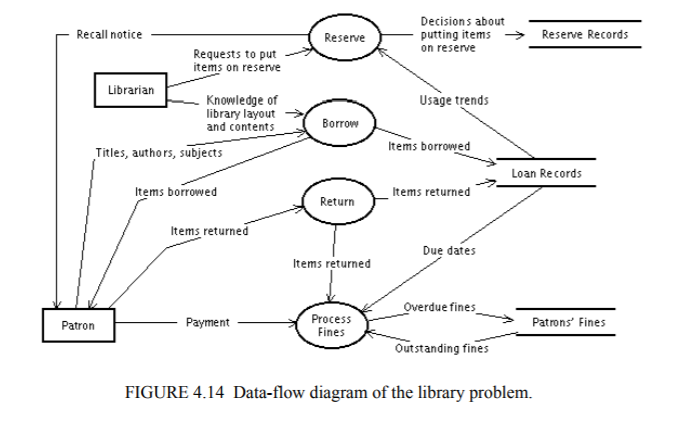 Recall notice
Reserve
Decisions about
putting items
on reserve
Reserve Records
Requests to put
items on reserve
Librarian
Knowledge of
library layout
and contents
Usage trends
Borrow
Titles, authors, subjects
Items borrowed
Loan Records
Items borrowed
Return
Items returned
Items returned
Items returned
Due dates
Patron
Payment
Process
Fines
Overdue fines
Patrons' Fines
Outstanding fines
FIGURE 4.14 Data-flow diagram of the library problem.